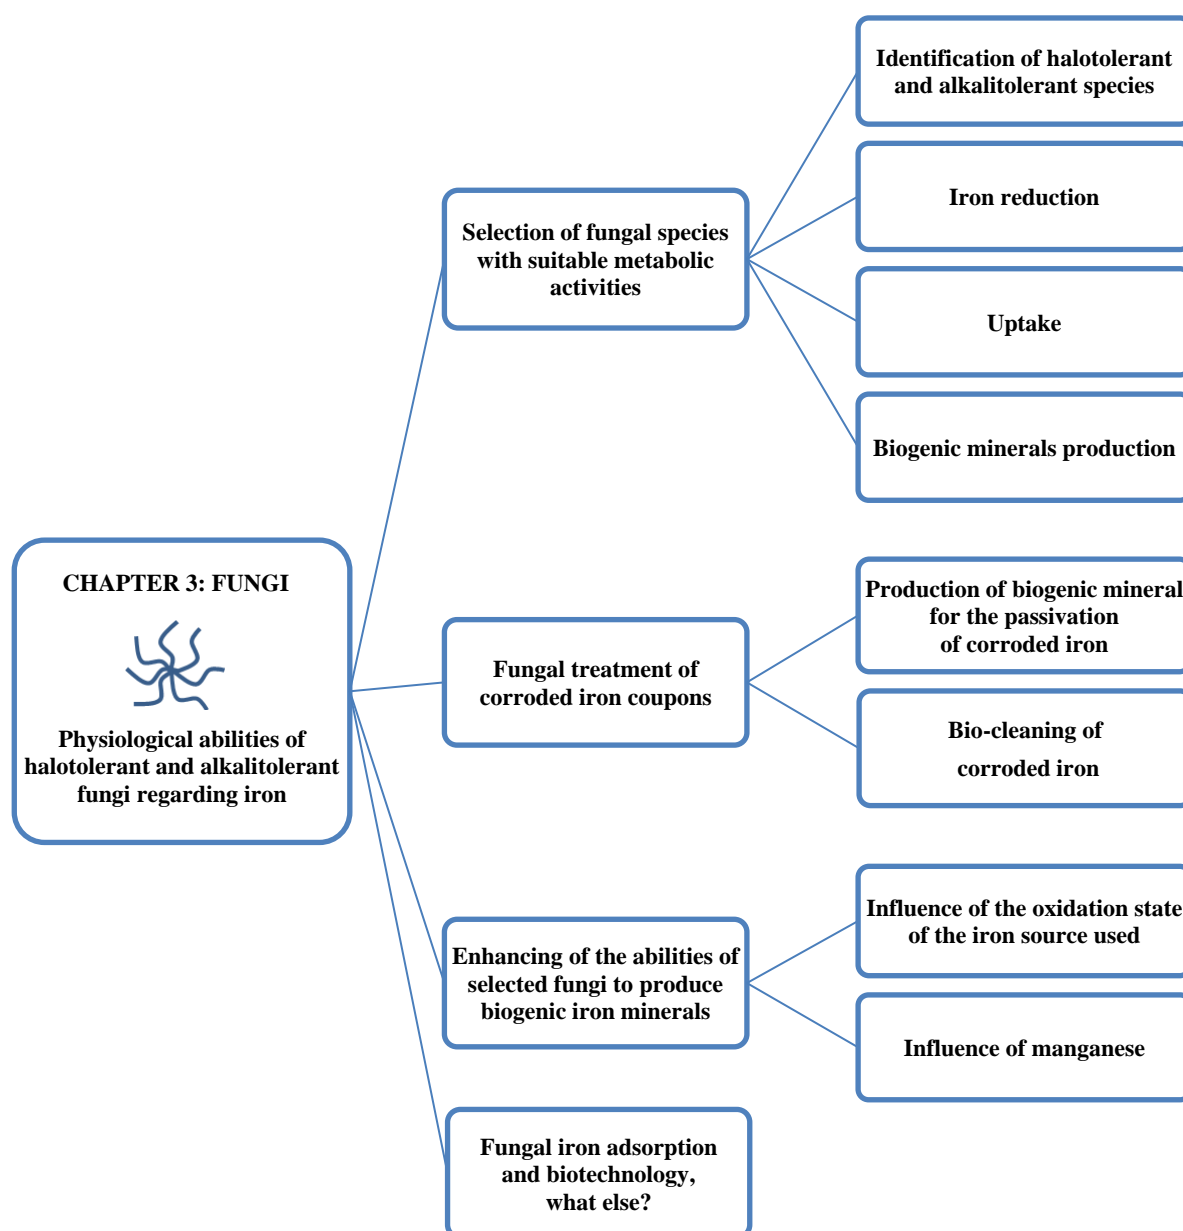 CHAPTER 3: FUNGI
Physiological abilities of
halotolerant and alkalitolerant
fungi regarding iron
Selection of fungal species
with suitable metabolic
activities
Identification of halotolerant
and alkalitolerant species
Iron reduction
Uptake
Biogenic minerals production
Fungal treatment of
corroded iron coupons
Production of biogenic mineral
for the passivation
of corroded iron
Bio-cleaning of
corroded iron
Enhancing of the abilities of
selected fungi to produce
biogenic iron minerals
Influence of the oxidation state
of the iron source used
Influence of manganese
Fungal iron adsorption
and biotechnology,
what else?